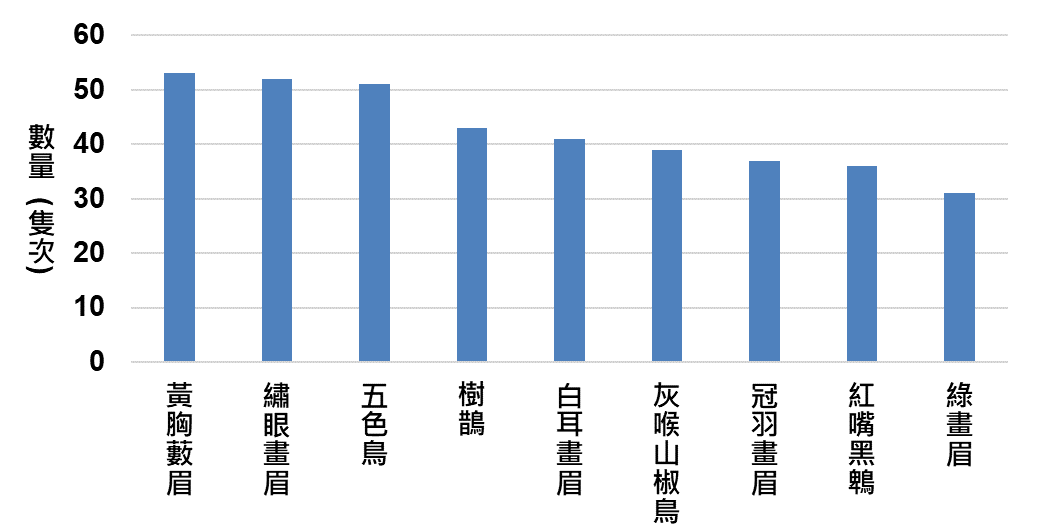 60
50
40
30
20
10
0
數量(隻次)
黃胸藪眉
繡眼畫眉
五色鳥
樹鵲
白耳畫眉
灰喉山椒鳥
冠羽畫眉
紅嘴黑鵯
綠畫眉